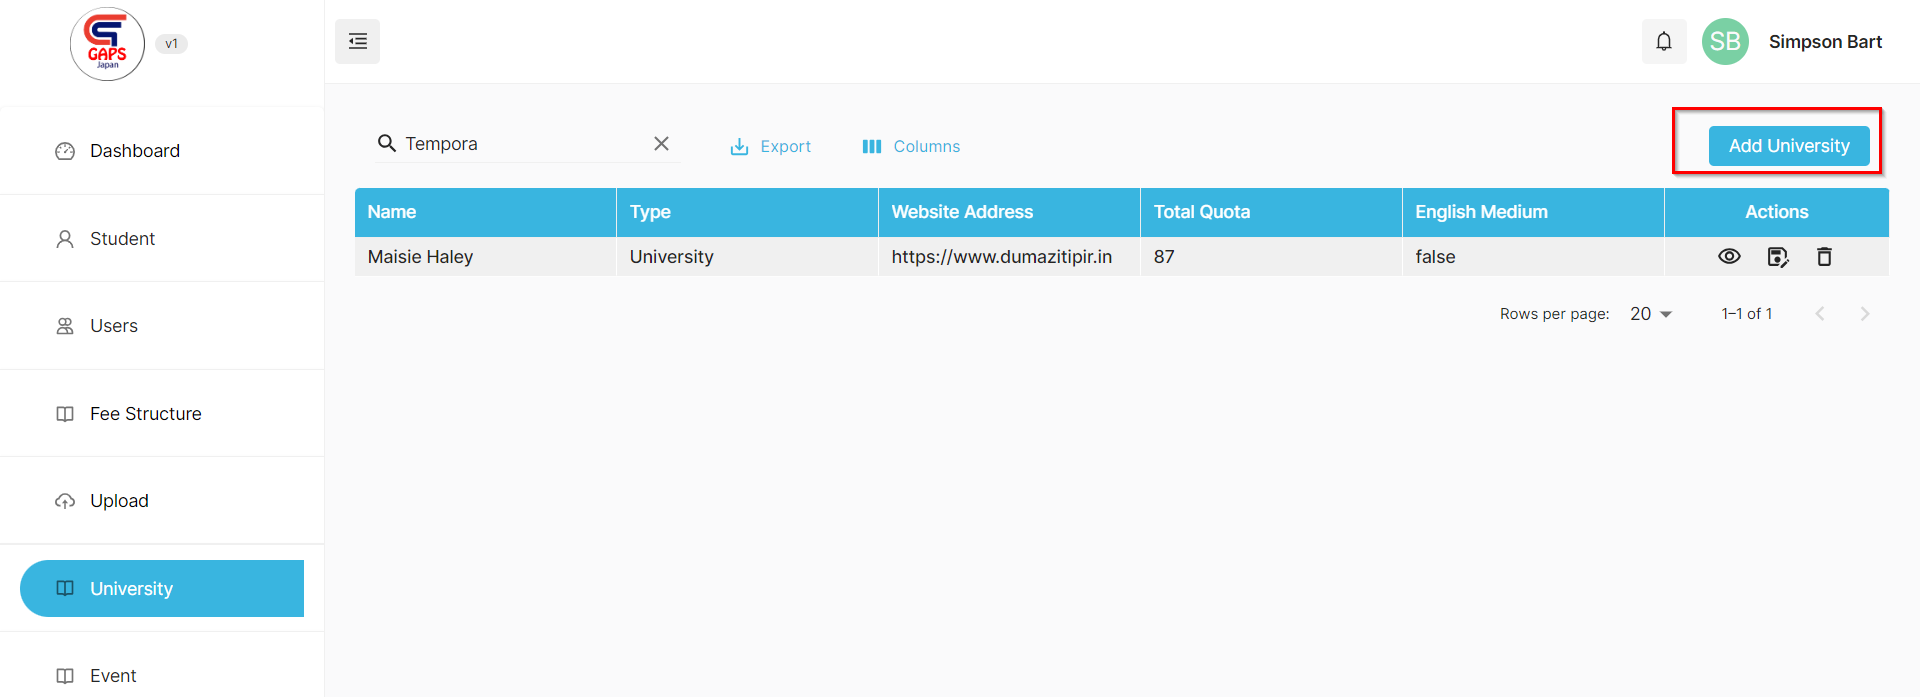 GAPS
Japan
v1
SB
Simpson Bart
Dashboard
Student
Users
Fee Structure
Upload
University
Event
Tempora
Export
Columns
Add University
Name Type Website Address Total Quota English Medium Actions
Maisie Haley University https://www.dumazitipir.in 87 false
Rows per page: 20 1–1 of 1